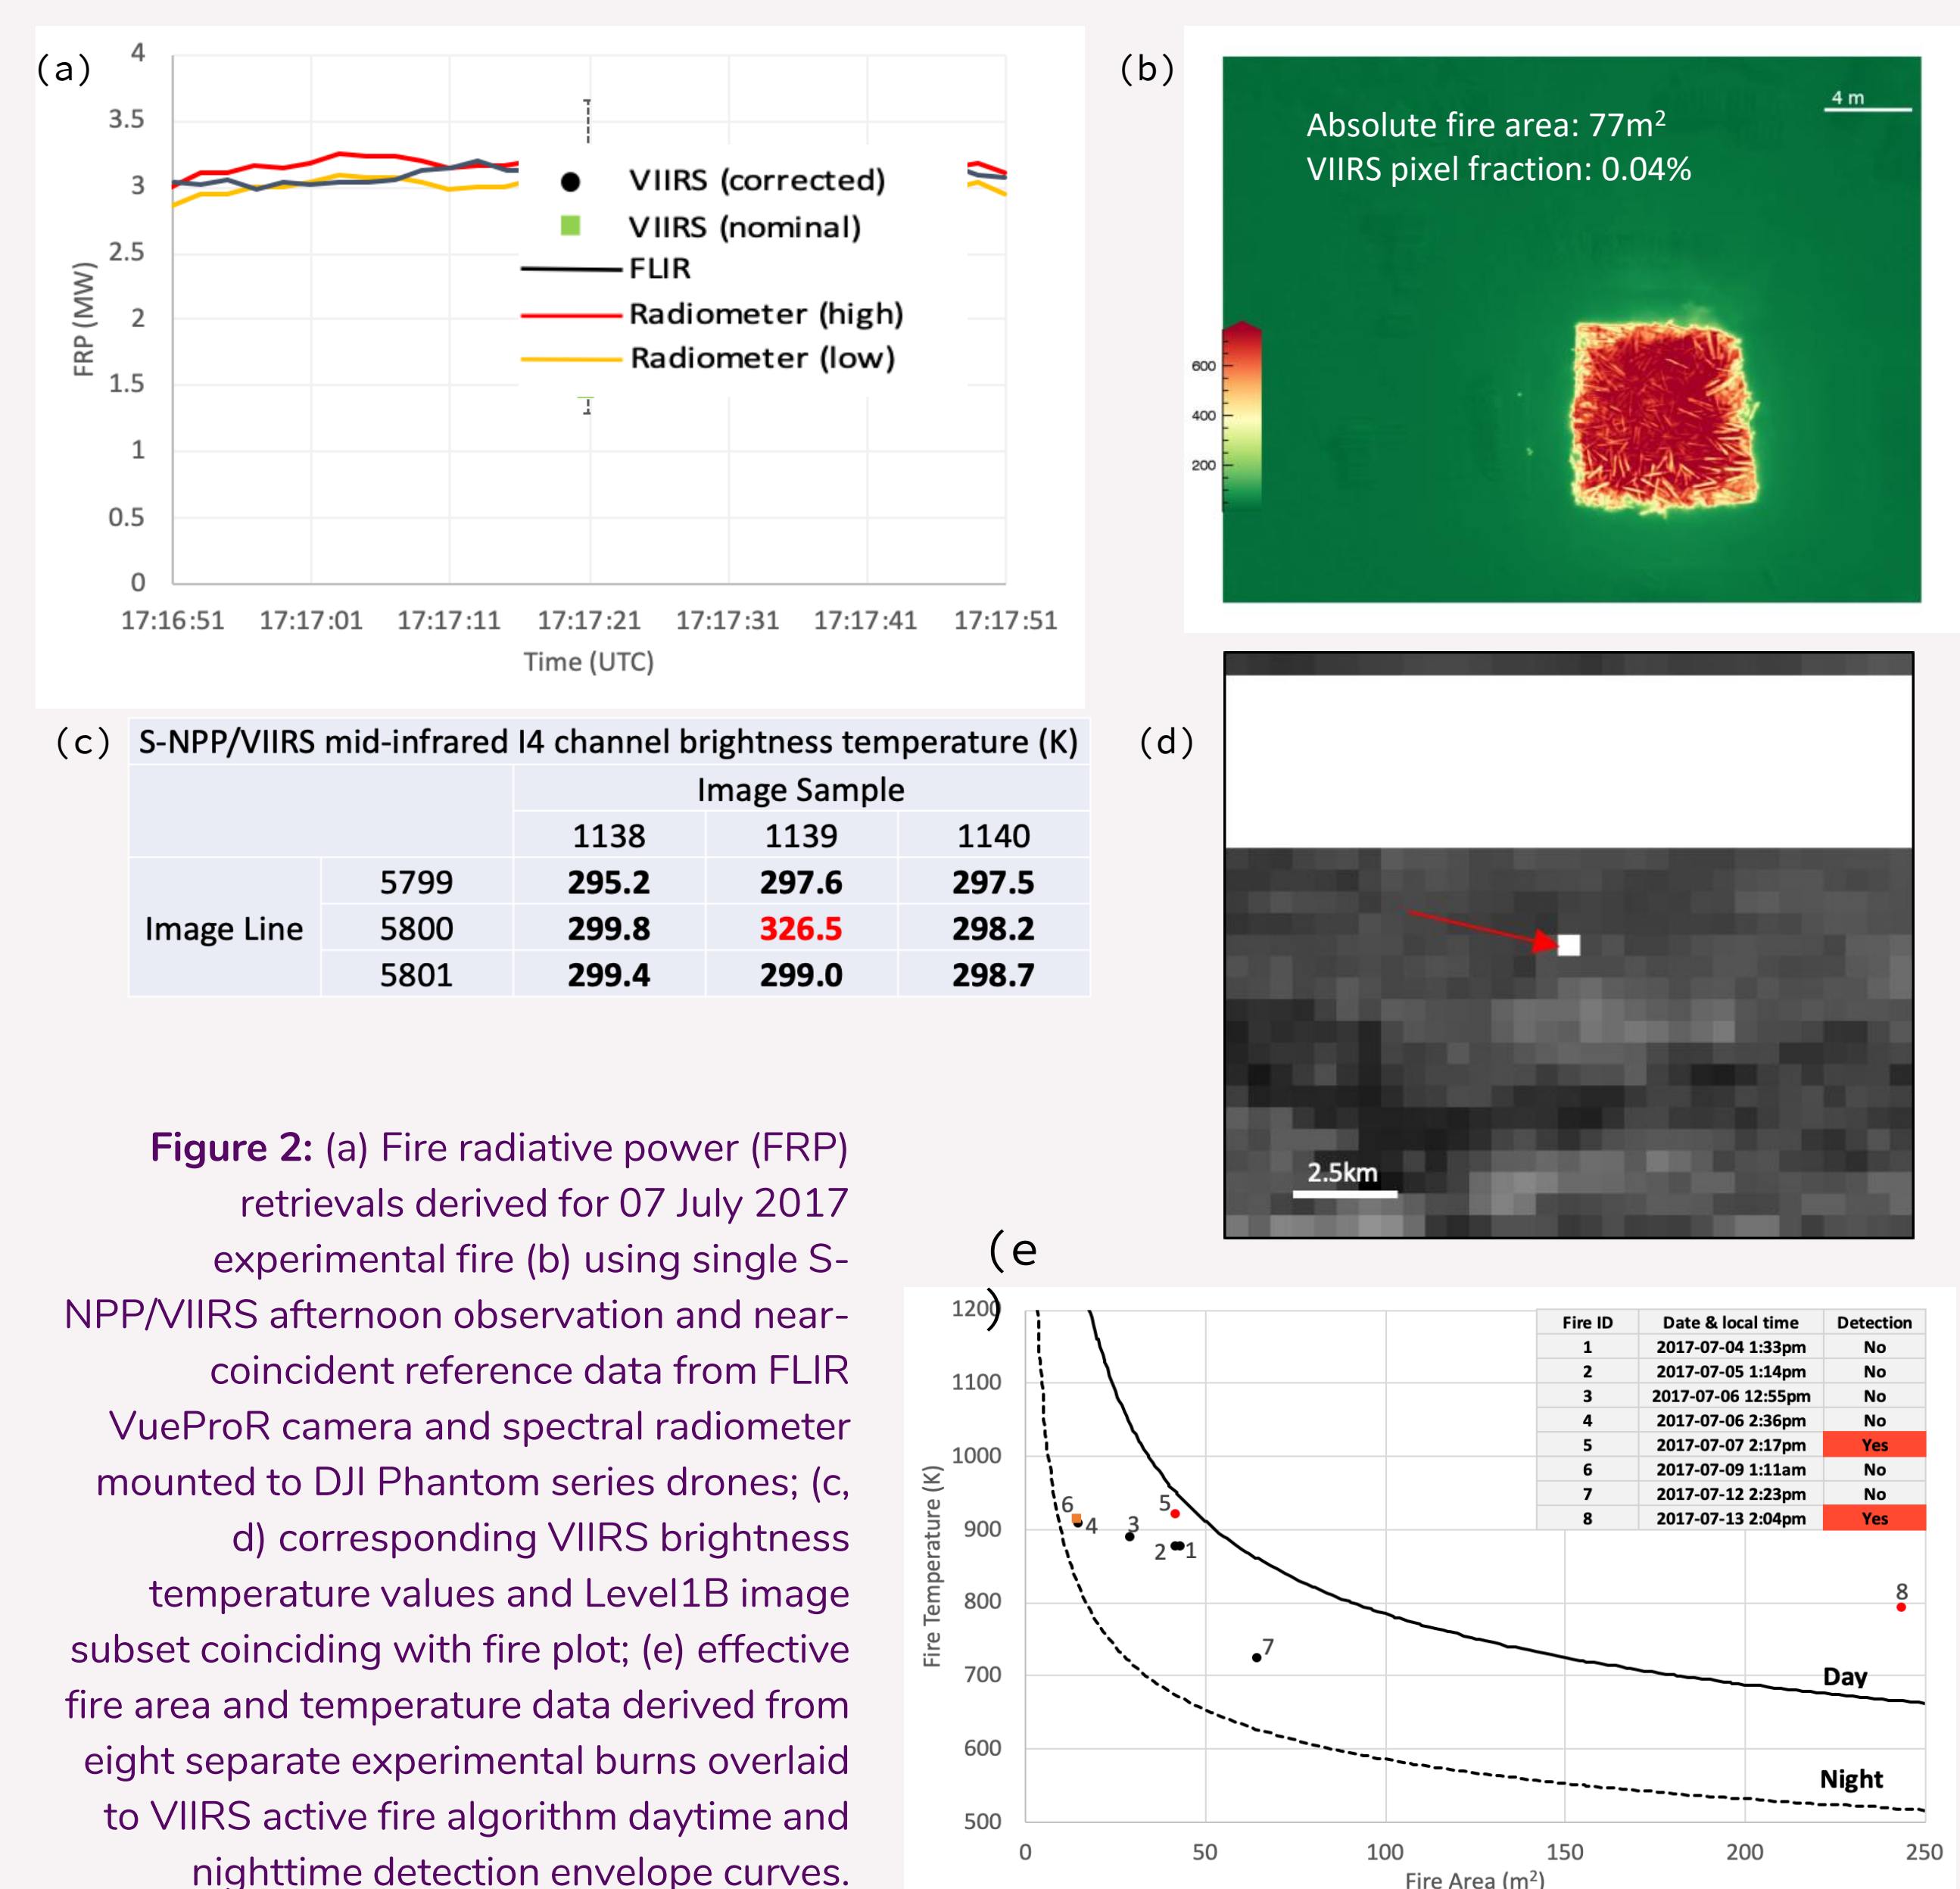 (a)
4
3.5
3
2.5
2
1.5
1
0.5
0
FRP (MW)
VIIRS (corrected)
VIIRS (nominal)
FLIR
Radiometer (high)
Radiometer (low)
17:16:51 17:17:01 17:17:11 17:17:21 17:17:31 17:17:41 17:17:51
Time (UTC)
(b)
4 m
Absolute fire area: 77m²
VIIRS pixel fraction: 0.04%
600
400
200
(c)
S-NPP/VIIRS mid-infrared I4 channel brightness temperature (K)
Image Sample
1138 1139 1140
5799 295.2 297.6 297.5
Image Line 5800 299.8 326.5 298.2
5801 299.4 299.0 298.7
(d)
2.5km
Figure 2: (a) Fire radiative power (FRP)
retrievals derived for 07 July 2017
experimental fire (b) using single S-
NPP/VIIRS afternoon observation and near-
coincident reference data from FLIR
VueProR camera and spectral radiometer
mounted to DJI Phantom series drones; (c,
d) corresponding VIIRS brightness
temperature values and Level1B image
subset coinciding with fire plot; (e) effective
fire area and temperature data derived from
eight separate experimental burns overlaid
to VIIRS active fire algorithm daytime and
nighttime detection envelope curves.
(e
)
1200
1100
1000
900
800
700
600
500
Fire Temperature (K)
Fire ID Date & local time Detection
1 2017-07-04 1:33pm No
2 2017-07-05 1:14pm No
3 2017-07-06 12:55pm No
4 2017-07-06 2:36pm No
5 2017-07-07 2:17pm Yes
6 2017-07-09 1:11am No
7 2017-07-12 2:23pm No
8 2017-07-13 2:04pm Yes
6
4
3
5
2
1
7
8
Day
Night
0 50 100 150 200 250
Fire Area (m²)